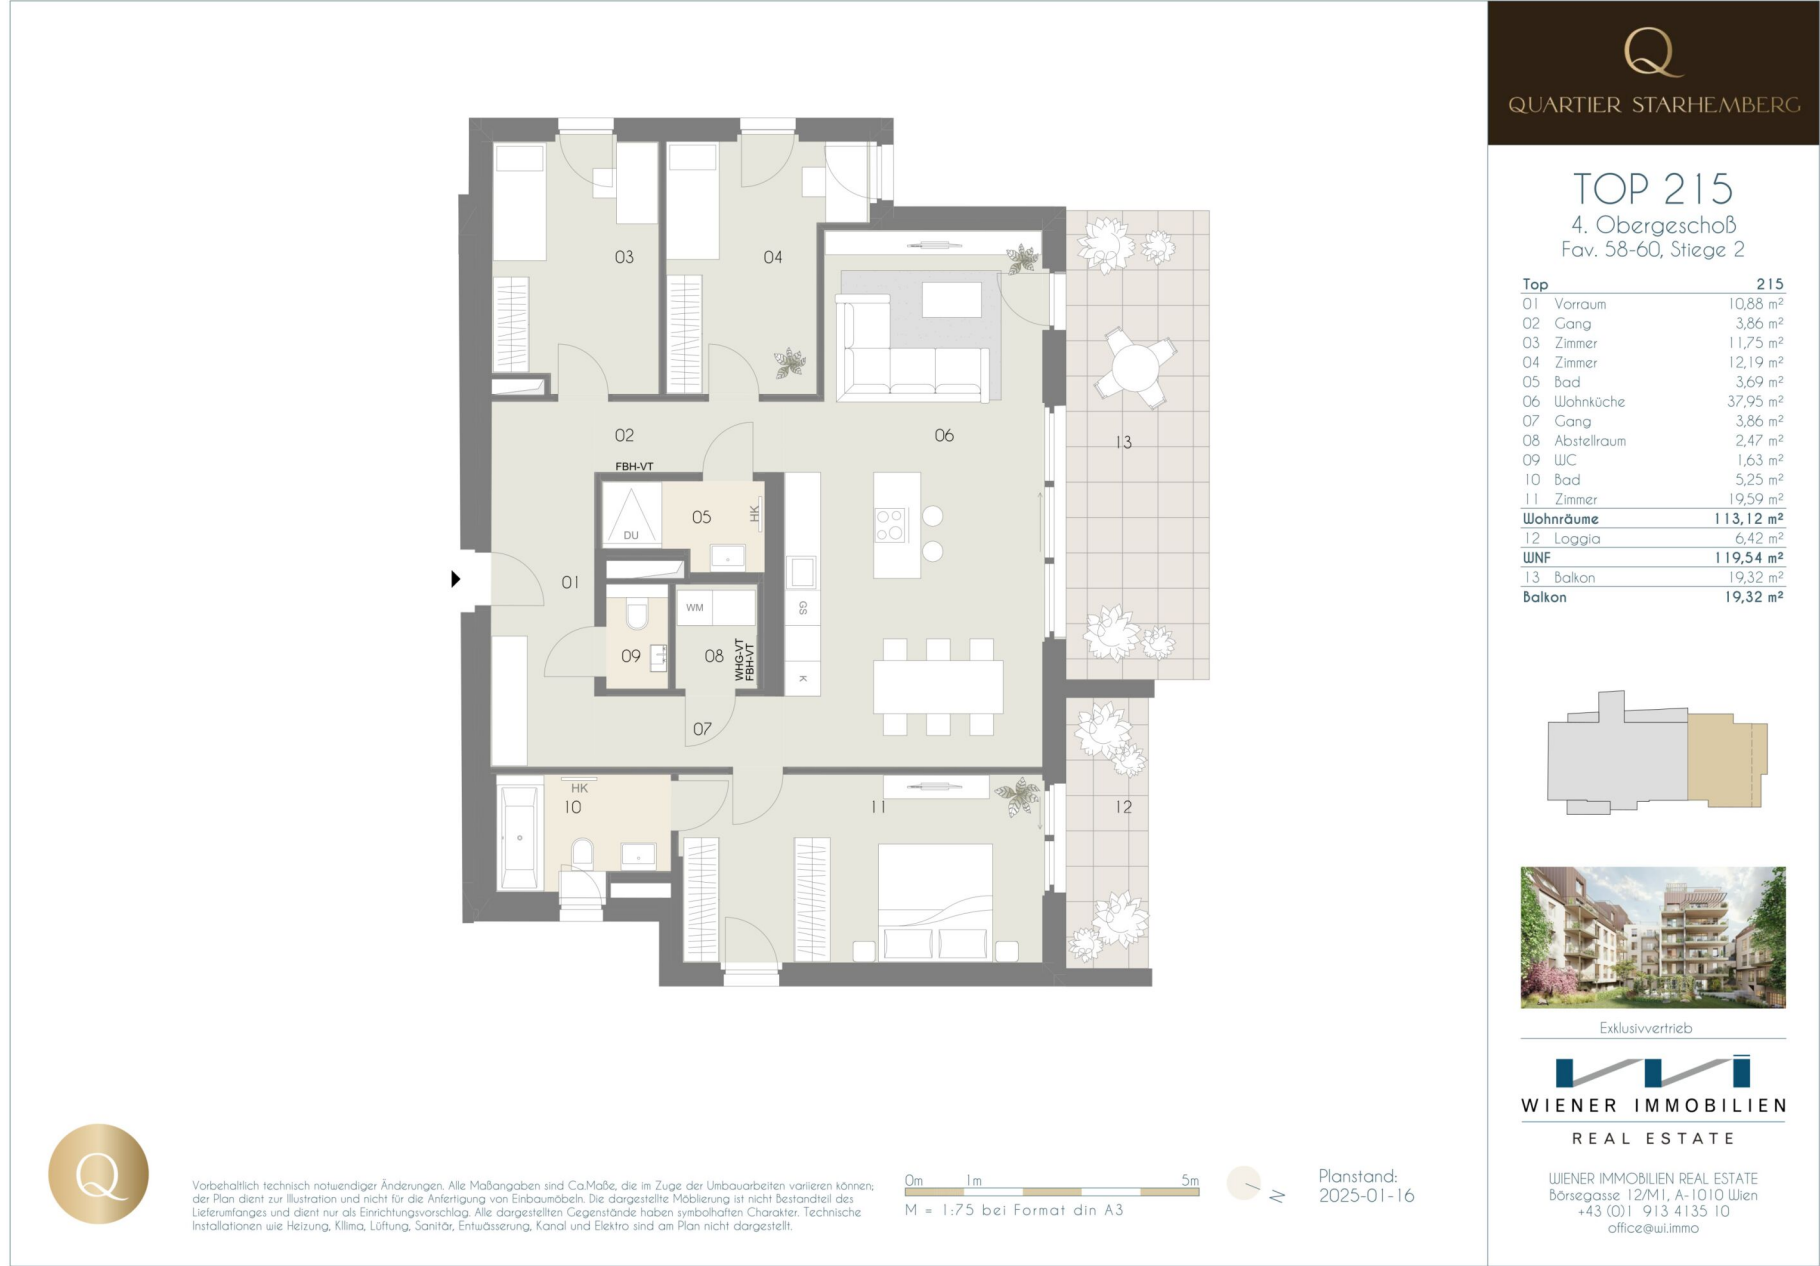 Q
QUARTIER STARHEMBERG
TOP 215
4. Obergeschoß
Fav. 58-60, Stiege 2
Top 215
01 Vorraum 10,88 m²
02 Gang 3,86 m²
03 Zimmer 11,75 m²
04 Zimmer 12,19 m²
05 Bad 3,69 m²
06 Wohnküche 37,95 m²
07 Gang 3,86 m²
08 Abstellraum 2,47 m²
09 WC 1,63 m²
10 Bad 5,25 m²
11 Zimmer 19,59 m²
Wohnräume 113,12 m²
12 Loggia 6,42 m²
WNF 119,54 m²
13 Balkon 19,32 m²
Balkon 19,32 m²
03
04
02
06
13
FBH-VT
05
HK
DU
01
GS
WM
09
08
WHG-VT
FBH-VT
K
07
HK
10
11
12
Exklusivvertrieb
WIENER IMMOBILIEN
REAL ESTATE
WIENER IMMOBILIEN REAL ESTATE
Börsegasse 12/M1, A-1010 Wien
+43 (0)1 913 4135 10
office@wi.immo
Q
Vorbehaltlich technisch notwendiger Änderungen. Alle Maßangaben sind Ca.Maße, die im Zuge der Umbauarbeiten variieren können;
der Plan dient zur Illustration und nicht für die Anfertigung von Einbaumöbeln. Die dargestellte Möblierung ist nicht Bestandteil des
Lieferumfanges und dient nur als Einrichtungsvorschlag. Alle dargestellten Gegenstände haben symbolhaften Charakter. Technische
Installationen wie Heizung, Kllima, Lüftung, Sanitär, Entwässerung, Kanal und Elektro sind am Plan nicht dargestellt.
0m 1m 5m
M = 1:75 bei Format din A3
N
Planstand:
2025-01-16